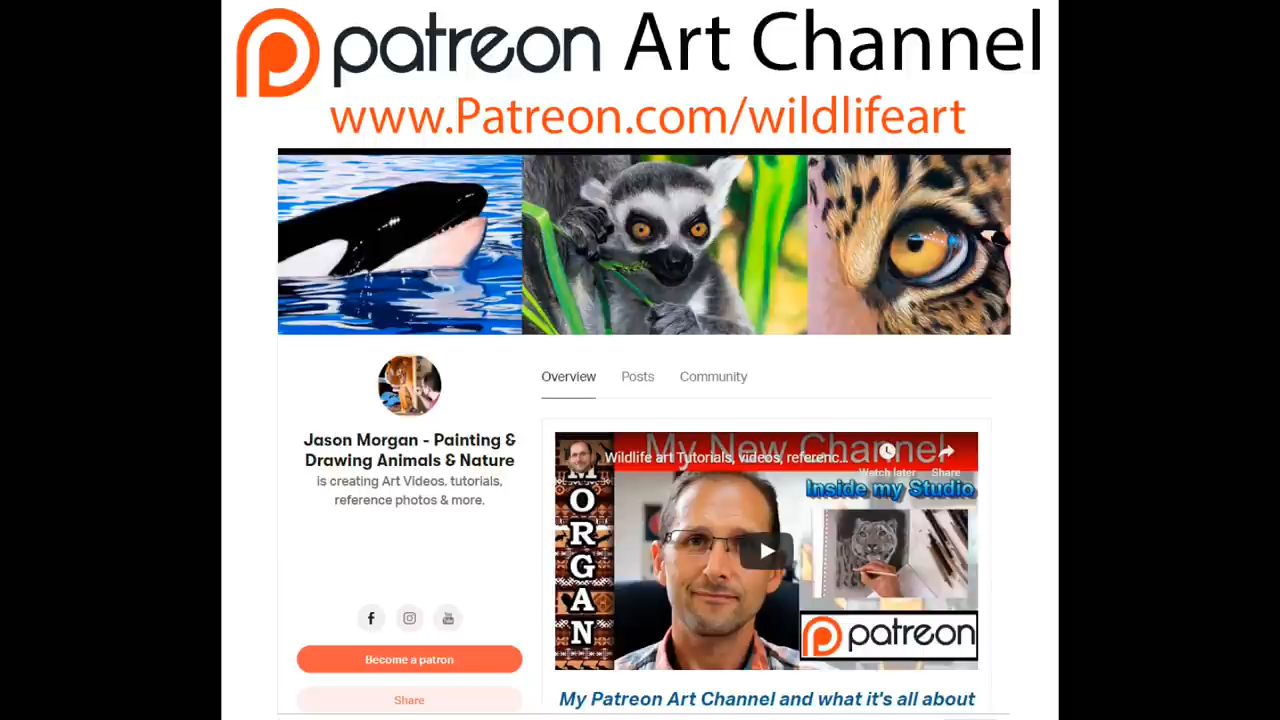 patreon Art Channel
www.Patreon.com/wildlifeart
Jason Morgan - Painting &
Drawing Animals & Nature
is creating Art Videos, tutorials,
reference photos & more.
Become a patron
Share
Overview Posts Community
My New Channel
Wildlife art Tutorials, videos, referenc...
Watch later Share
MORGAN
Inside my Studio
patreon
My Patreon Art Channel and what it's all about